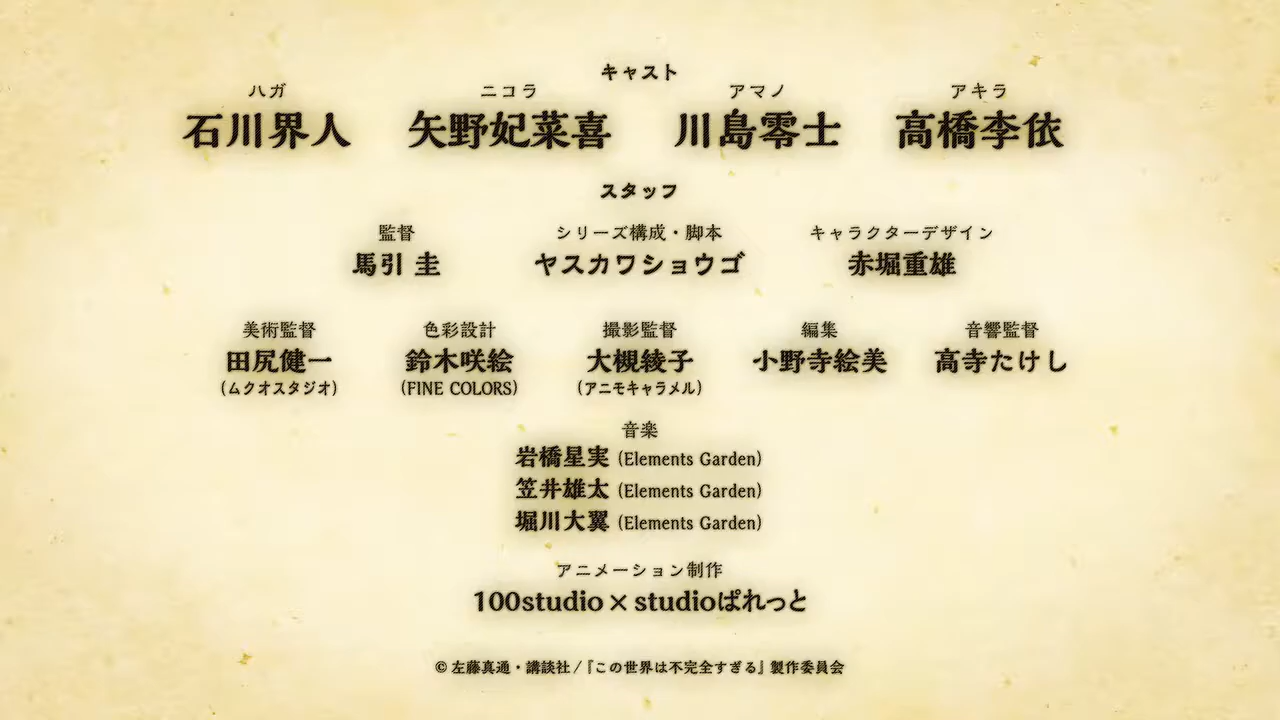 キャスト
ハガ ニコラ アマノ アキラ
石川界人 矢野妃菜喜 川島零士 高橋李依
スタッフ
監督 シリーズ構成・脚本 キャラクターデザイン
馬引 圭 ヤスカワショウゴ 赤堀重雄
美術監督 色彩設計 撮影監督 編集 音響監督
田尻健一 鈴木咲絵 大槻綾子 小野寺絵美 高寺たけし
(ムクオスタジオ) (FINE COLORS) (アニモキャラメル)
音楽
岩橋星実 (Elements Garden)
笠井雄太 (Elements Garden)
堀川大翼 (Elements Garden)
アニメーション制作
100studio×studioぱれっと
© 左藤真通・講談社/『この世界は不完全すぎる』製作委員会